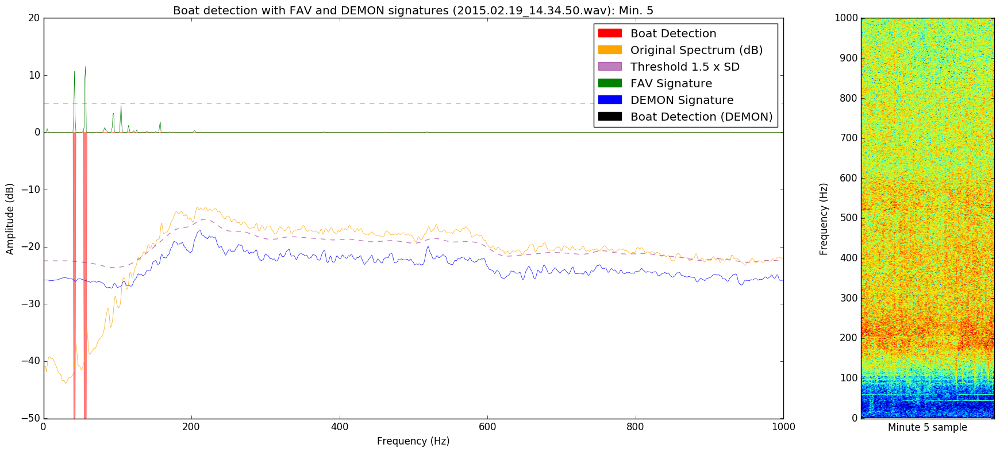 Boat detection with FAV and DEMON signatures (2015.02.19_14.34.50.wav): Min. 5
Boat Detection
Original Spectrum (dB)
Threshold 1.5 x SD
FAV Signature
DEMON Signature
Boat Detection (DEMON)
Amplitude (dB)
20
10
0
−10
−20
−30
−40
−50
0
200
400
600
800
1000
Frequency (Hz)
Frequency (Hz)
1000
900
800
700
600
500
400
300
200
100
0
Minute 5 sample